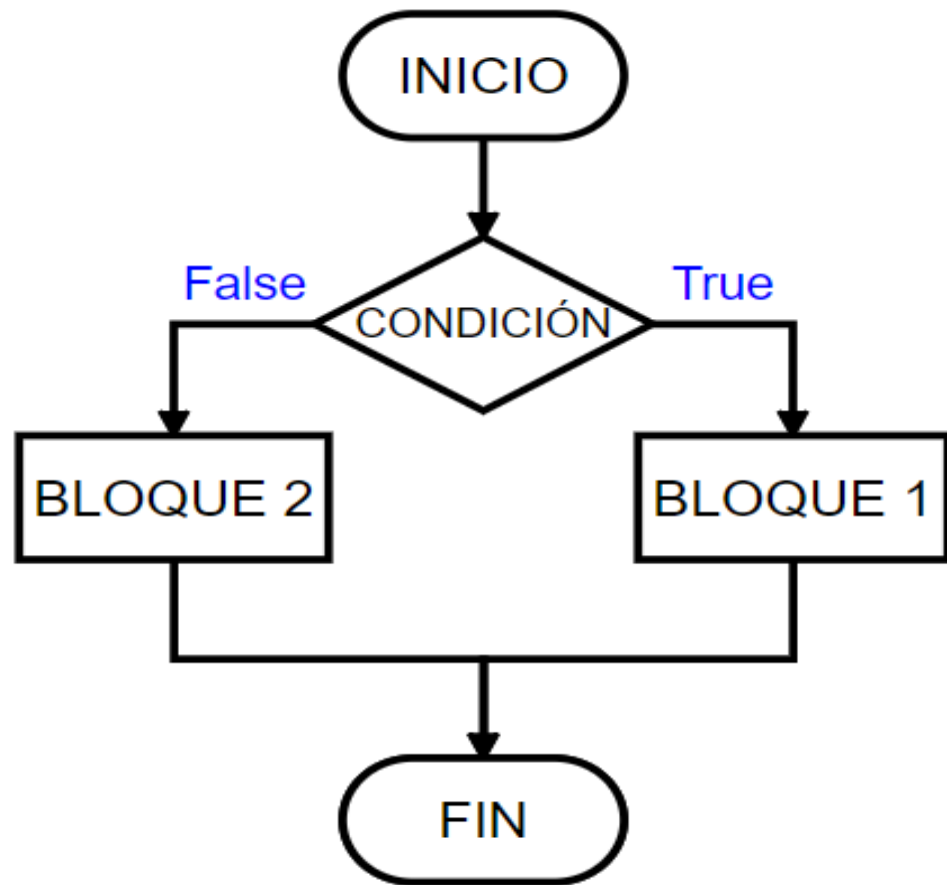 INICIO
False
True
CONDICIÓN
BLOQUE 2
BLOQUE 1
FIN